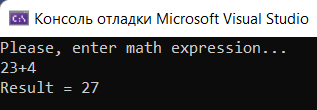 Консоль отладки Microsoft Visual Studio
Please, enter math expression...
23+4
Result = 27